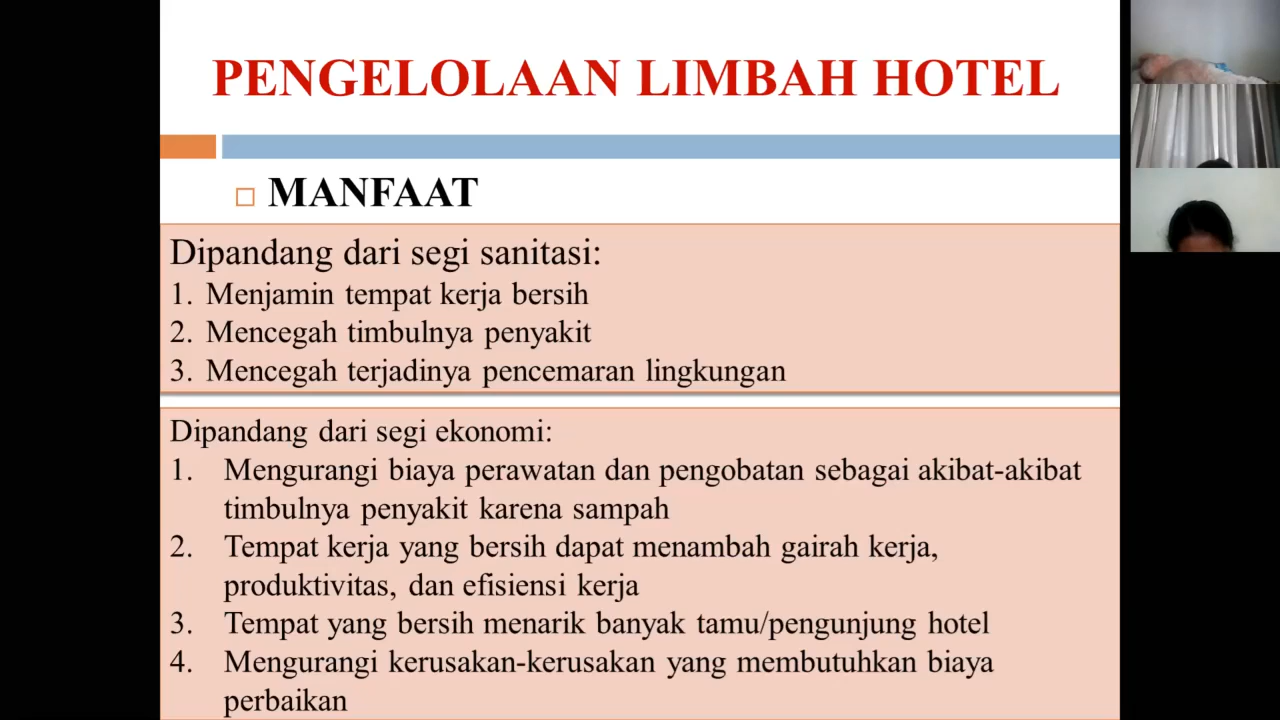 PENGELOLAAN LIMBAH HOTEL
MANFAAT
Dipandang dari segi sanitasi:
1. Menjamin tempat kerja bersih
2. Mencegah timbulnya penyakit
3. Mencegah terjadinya pencemaran lingkungan
Dipandang dari segi ekonomi:
1. Mengurangi biaya perawatan dan pengobatan sebagai akibat-akibat
timbulnya penyakit karena sampah
2. Tempat kerja yang bersih dapat menambah gairah kerja,
produktivitas, dan efisiensi kerja
3. Tempat yang bersih menarik banyak tamu/pengunjung hotel
4. Mengurangi kerusakan-kerusakan yang membutuhkan biaya
perbaikan